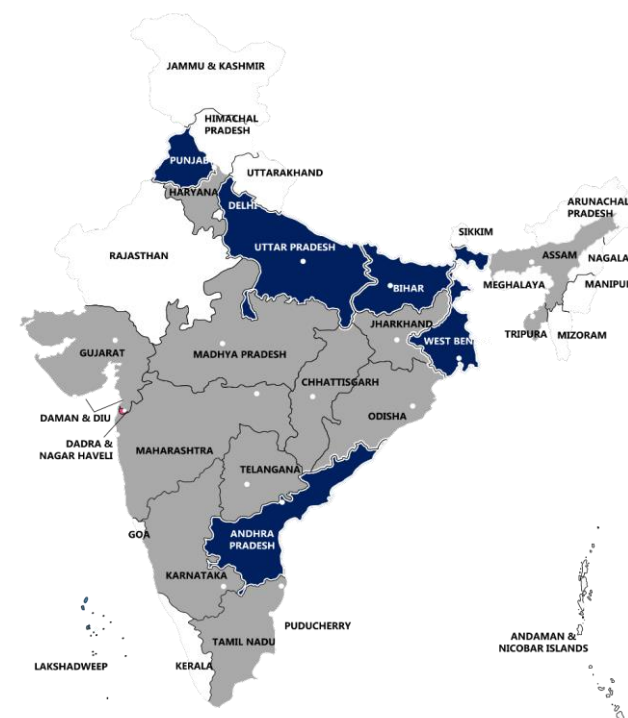 JAMMU & KASHMIR
HIMACHAL
PRADESH
PUNJAB
UTTARAKHAND
HARYANA
DELHI
ARUNACHAL
PRADESH
SIKKIM
UTTAR PRADESH
RAJASTHAN
ASSAM
NAGALA
MEGHALAYA
MANIPUR
BIHAR
JHARKHAND
TRIPURA
MIZORAM
WEST BEN
GUJARAT
MADHYA PRADESH
CHHATTISGARH
DAMAN & DIU
ODISHA
DADRA &
NAGAR HAVELI
MAHARASHTRA
TELANGANA
GOA
ANDHRA
PRADESH
KARNATAKA
PUDUCHERRY
TAMIL NADU
ANDAMAN &
NICOBAR ISLANDS
LAKSHADWEEP
KERALA